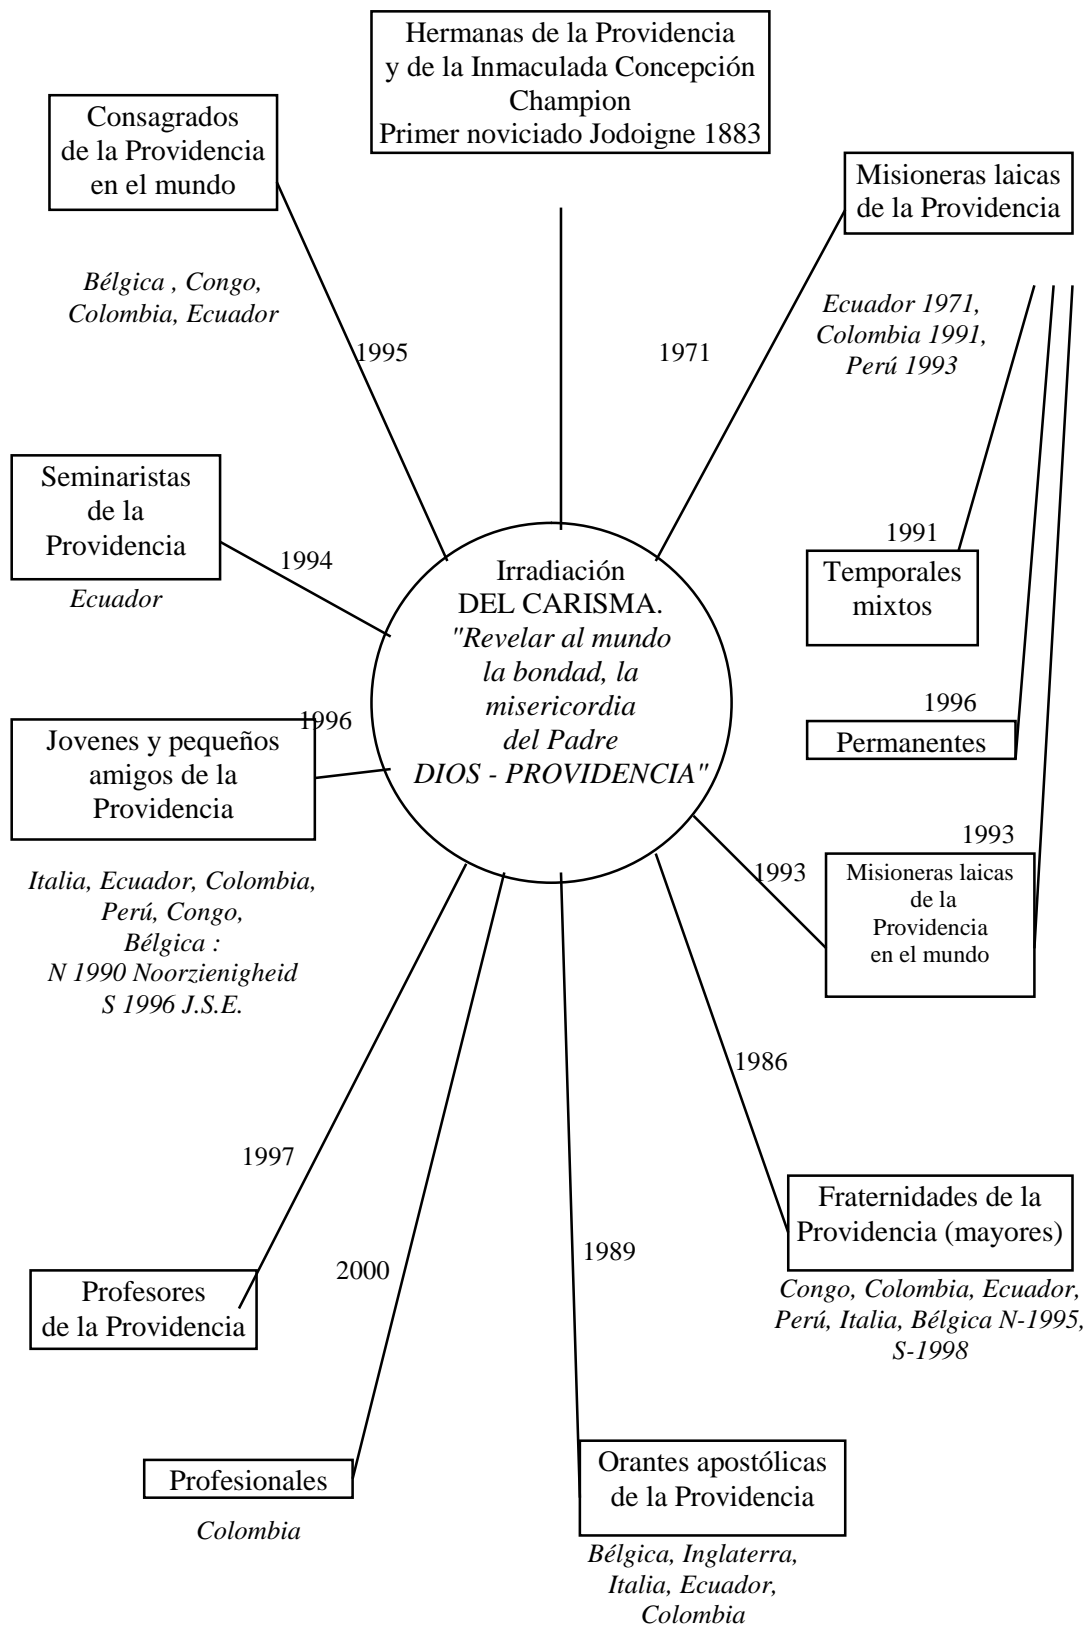 Hermanas de la Providencia
y de la Inmaculada Concepción
Champion
Primer noviciado Jodoigne 1883
Consagrados
de la Providencia
en el mundo
Bélgica , Congo,
Colombia, Ecuador
1995
Misioneras laicas
de la Providencia
Ecuador 1971,
Colombia 1991,
Perú 1993
1971
Seminaristas
de la
Providencia
Ecuador
1994
Irradiación
DEL CARISMA.
"Revelar al mundo
la bondad, la
misericordia
del Padre
DIOS - PROVIDENCIA"
1991
Temporales
mixtos
1996
Permanentes
1996
Jovenes y pequeños
amigos de la
Providencia
Italia, Ecuador, Colombia,
Perú, Congo,
Bélgica :
N 1990 Noorzienigheid
S 1996 J.S.E.
1993
1993
Misioneras laicas
de la
Providencia
en el mundo
1986
Fraternidades de la
Providencia (mayores)
Congo, Colombia, Ecuador,
Perú, Italia, Bélgica N-1995,
S-1998
1997
Profesores
de la Providencia
2000
Profesionales
Colombia
1989
Orantes apostólicas
de la Providencia
Bélgica, Inglaterra,
Italia, Ecuador,
Colombia